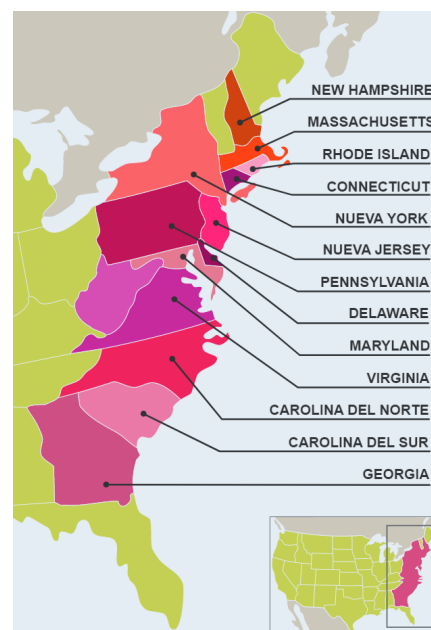 NEW HAMPSHIRE
MASSACHUSETTS
RHODE ISLAND
CONNECTICUT
NUEVA YORK
NUEVA JERSEY
PENNSYLVANIA
DELAWARE
MARYLAND
VIRGINIA
CAROLINA DEL NORTE
CAROLINA DEL SUR
GEORGIA